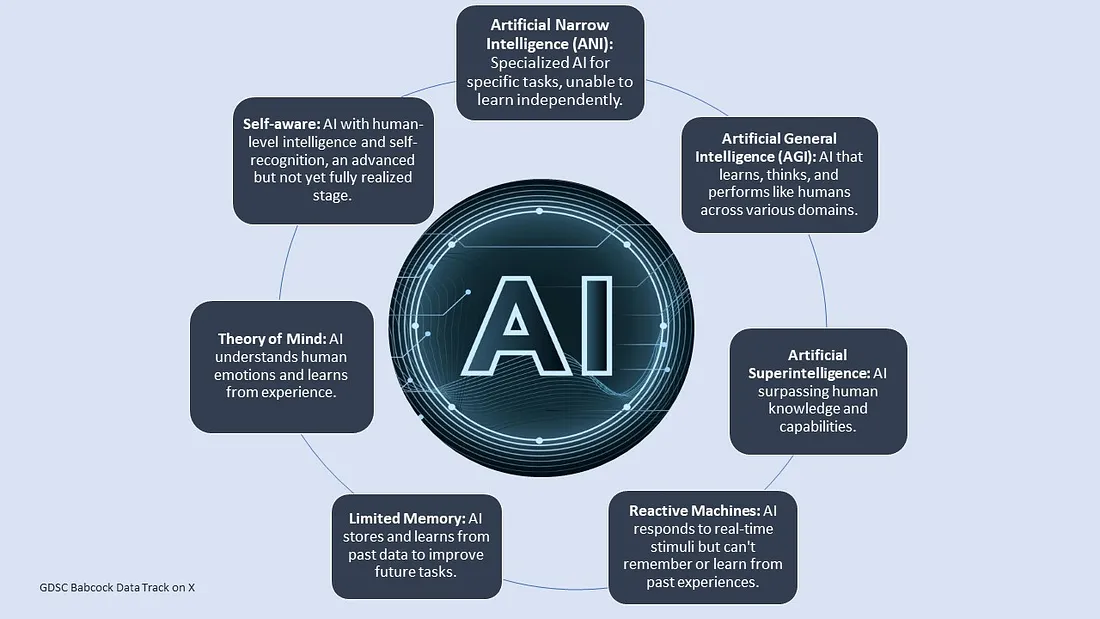 Artificial Narrow
Intelligence (ANI):
Specialized AI for
specific tasks, unable to
learn independently.
Artificial General
Intelligence (AGI): AI that
learns, thinks, and
performs like humans
across various domains.
Artificial
Superintelligence: AI
surpassing human
knowledge and
capabilities.
Reactive Machines: AI
responds to real-time
stimuli but can't
remember or learn from
past experiences.
Limited Memory: AI
stores and learns from
past data to improve
future tasks.
Theory of Mind: AI
understands human
emotions and learns
from experience.
Self-aware: AI with human-
level intelligence and self-
recognition, an advanced
but not yet fully realized
stage.
AI
GDSC Babcock Data Track on X